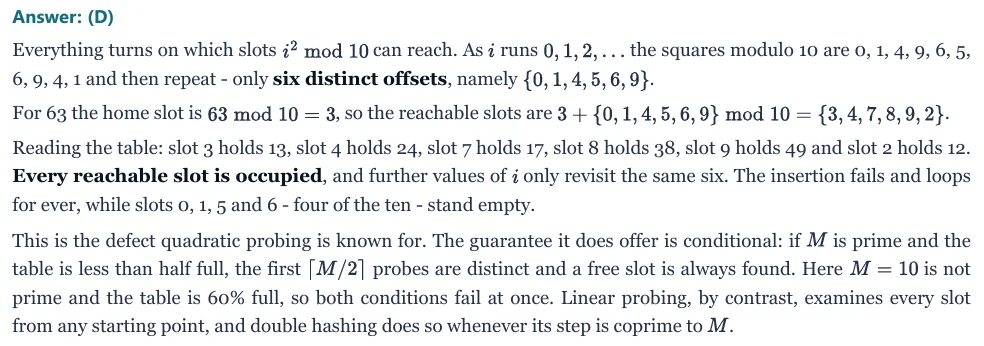 Answer: (D)
Everything turns on which slots i² mod 10 can reach. As i runs 0, 1, 2, . . . the squares modulo 10 are 0, 1, 4, 9, 6, 5,
6, 9, 4, 1 and then repeat - only six distinct offsets, namely {0, 1, 4, 5, 6, 9}.
For 63 the home slot is 63 mod 10 = 3, so the reachable slots are 3 + {0, 1, 4, 5, 6, 9} mod 10 = {3, 4, 7, 8, 9, 2}.
Reading the table: slot 3 holds 13, slot 4 holds 24, slot 7 holds 17, slot 8 holds 38, slot 9 holds 49 and slot 2 holds 12.
Every reachable slot is occupied, and further values of i only revisit the same six. The insertion fails and loops
for ever, while slots 0, 1, 5 and 6 - four of the ten - stand empty.
This is the defect quadratic probing is known for. The guarantee it does offer is conditional: if M is prime and the
table is less than half full, the first ⌈M/2⌉ probes are distinct and a free slot is always found. Here M = 10 is not
prime and the table is 60% full, so both conditions fail at once. Linear probing, by contrast, examines every slot
from any starting point, and double hashing does so whenever its step is coprime to M.